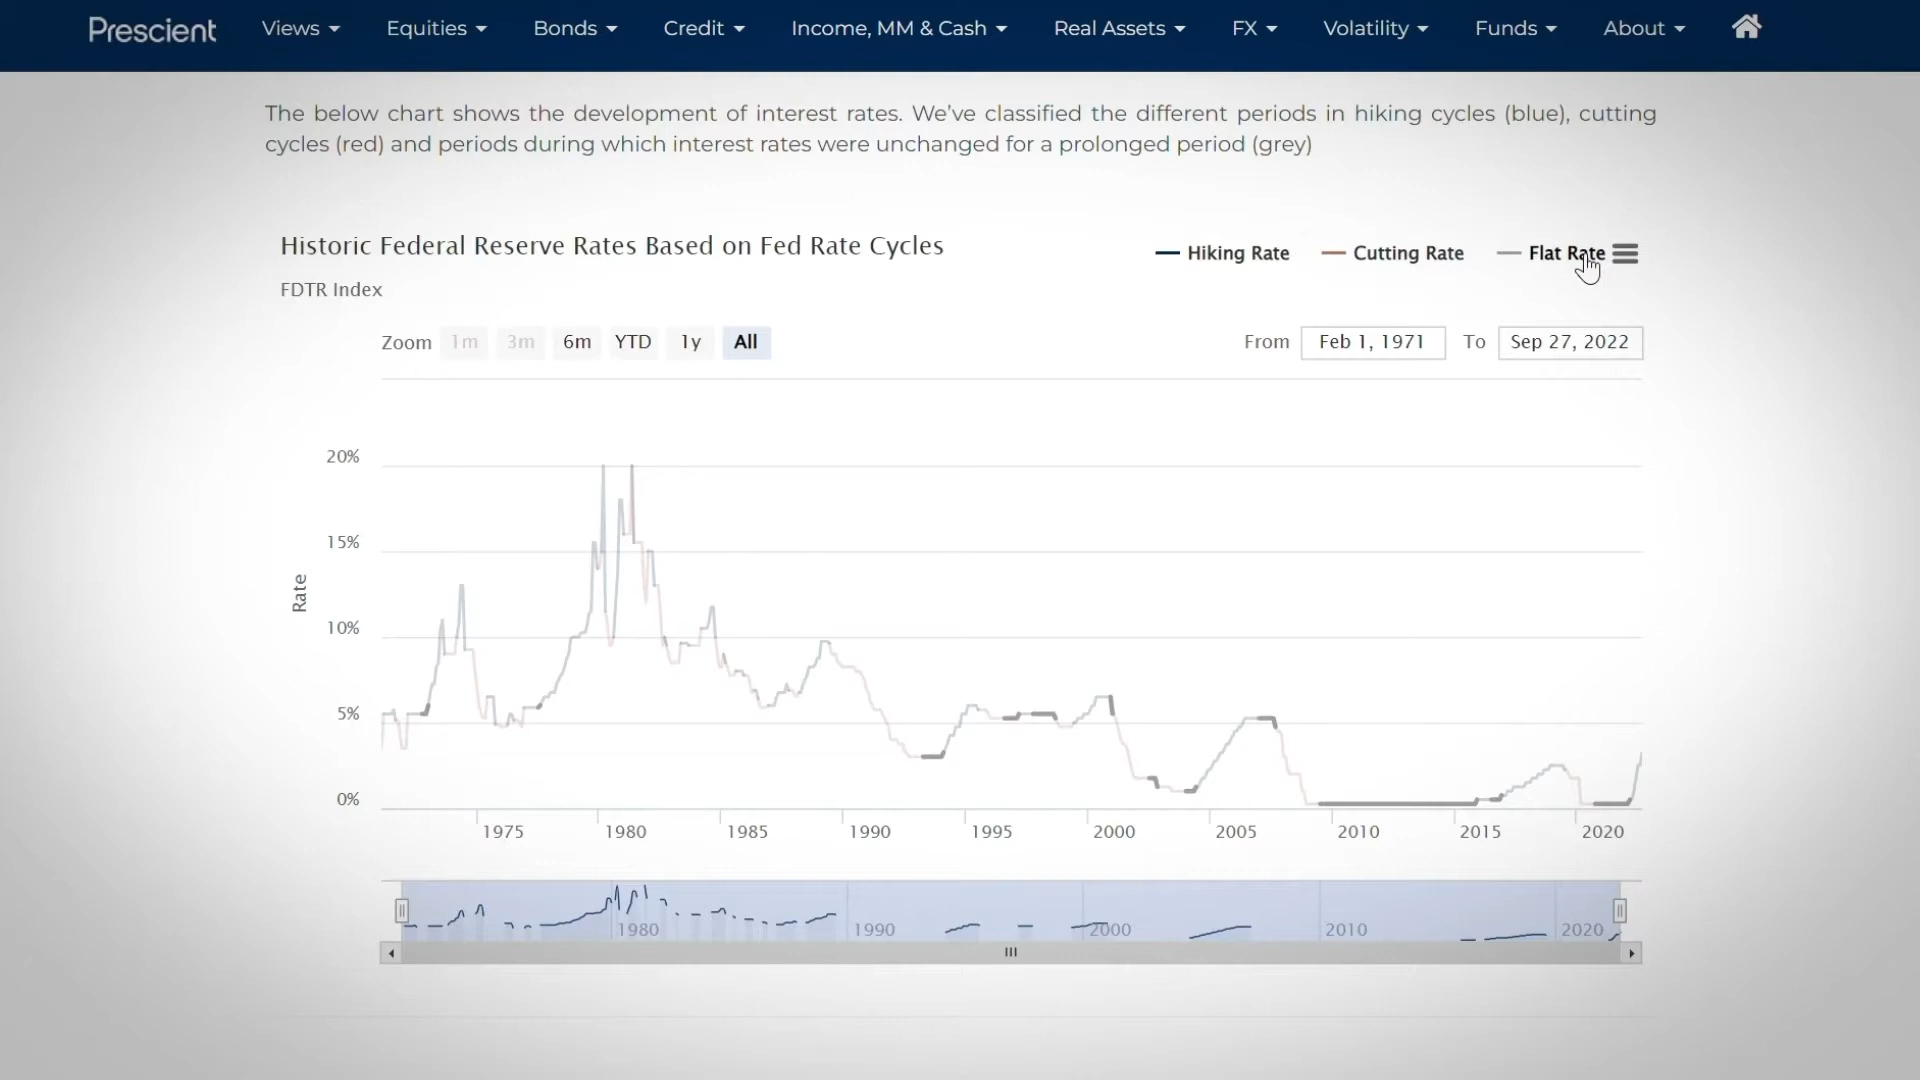 Prescient Views Equities Bonds Credit Income, MM & Cash Real Assets FX Volatility Funds About
The below chart shows the development of interest rates. We've classified the different periods in hiking cycles (blue), cutting
cycles (red) and periods during which interest rates were unchanged for a prolonged period (grey)
Historic Federal Reserve Rates Based on Fed Rate Cycles
Hiking Rate Cutting Rate Flat Rate
FDTR Index
Zoom 1m 3m 6m YTD 1y All From Feb 1, 1971 To Sep 27, 2022
20%
15%
Rate
10%
5%
0%
1975 1980 1985 1990 1995 2000 2005 2010 2015 2020
1980 1990 2000 2010 2020